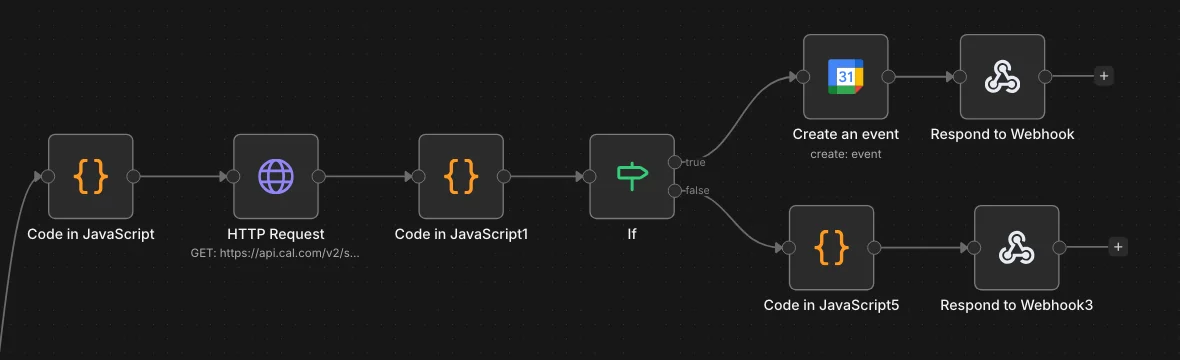 31
Create an event
create: event
Respond to Webhook
true
false
Code in JavaScript
HTTP Request
GET: https://api.cal.com/v2/s...
Code in JavaScript1
If
Code in JavaScript5
Respond to Webhook3